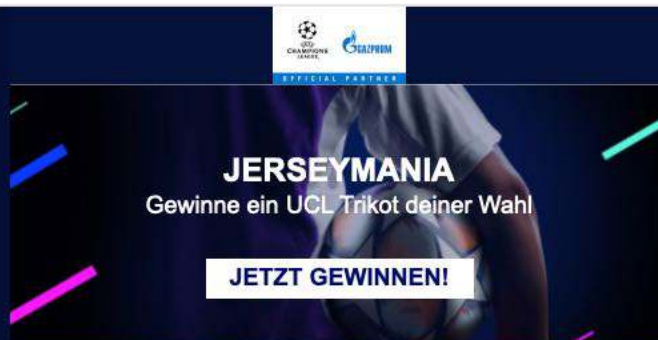 CHAMPIONS
LEAGUE
GAZPROM
OFFICIAL PARTNER
JERSEYMANIA
Gewinne ein UCL Trikot deiner Wahl
JETZT GEWINNEN!